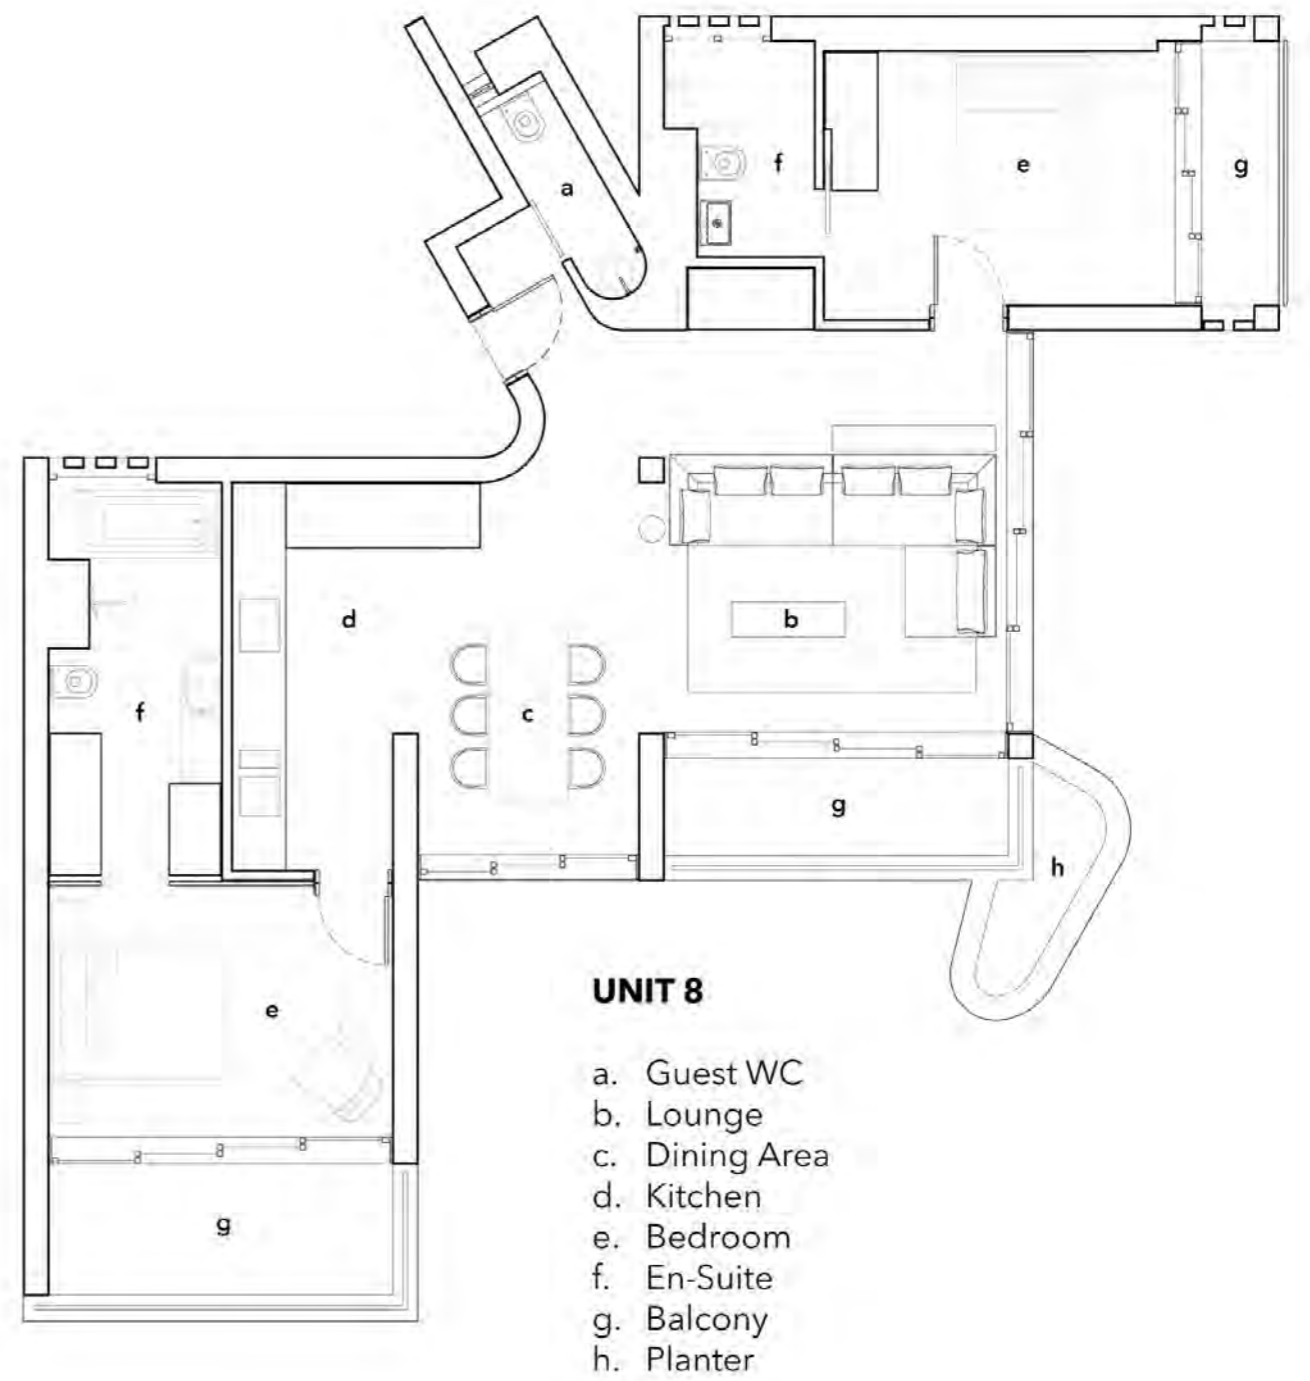 a
f
e
g
d
b
c
f
g
h
e
g
UNIT 8
a. Guest WC
b. Lounge
c. Dining Area
d. Kitchen
e. Bedroom
f. En-Suite
g. Balcony
h. Planter